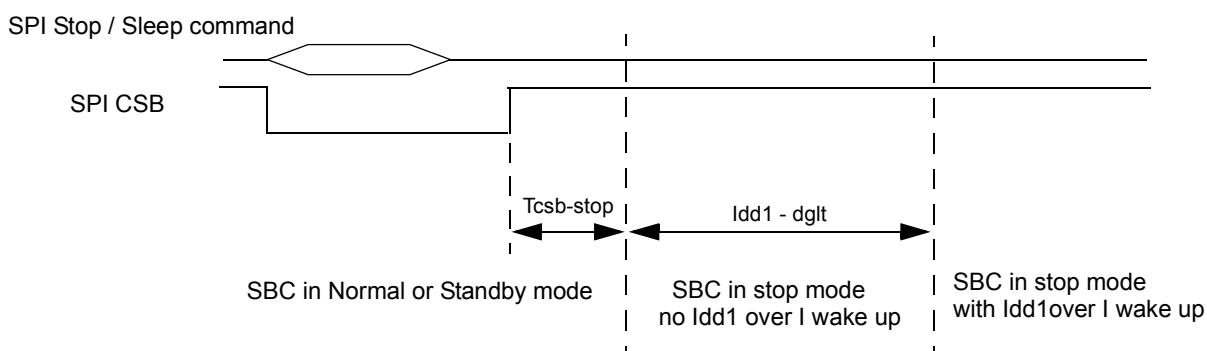 SPI Stop / Sleep command
SPI CSB
Tcsb-stop
Idd1 - dglt
SBC in Normal or Standby mode
SBC in stop mode
no Idd1 over I wake up
SBC in stop mode
with Idd1over I wake up